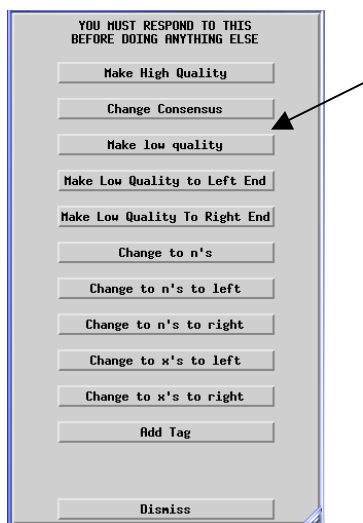 YOU MUST RESPOND TO THIS
BEFORE DOING ANYTHING ELSE
Make High Quality
Change Consensus
Make low quality
Make Low Quality to Left End
Make Low Quality To Right End
Change to n's
Change to n's to left
Change to n's to right
Change to x's to left
Change to x's to right
Add Tag
Dismiss